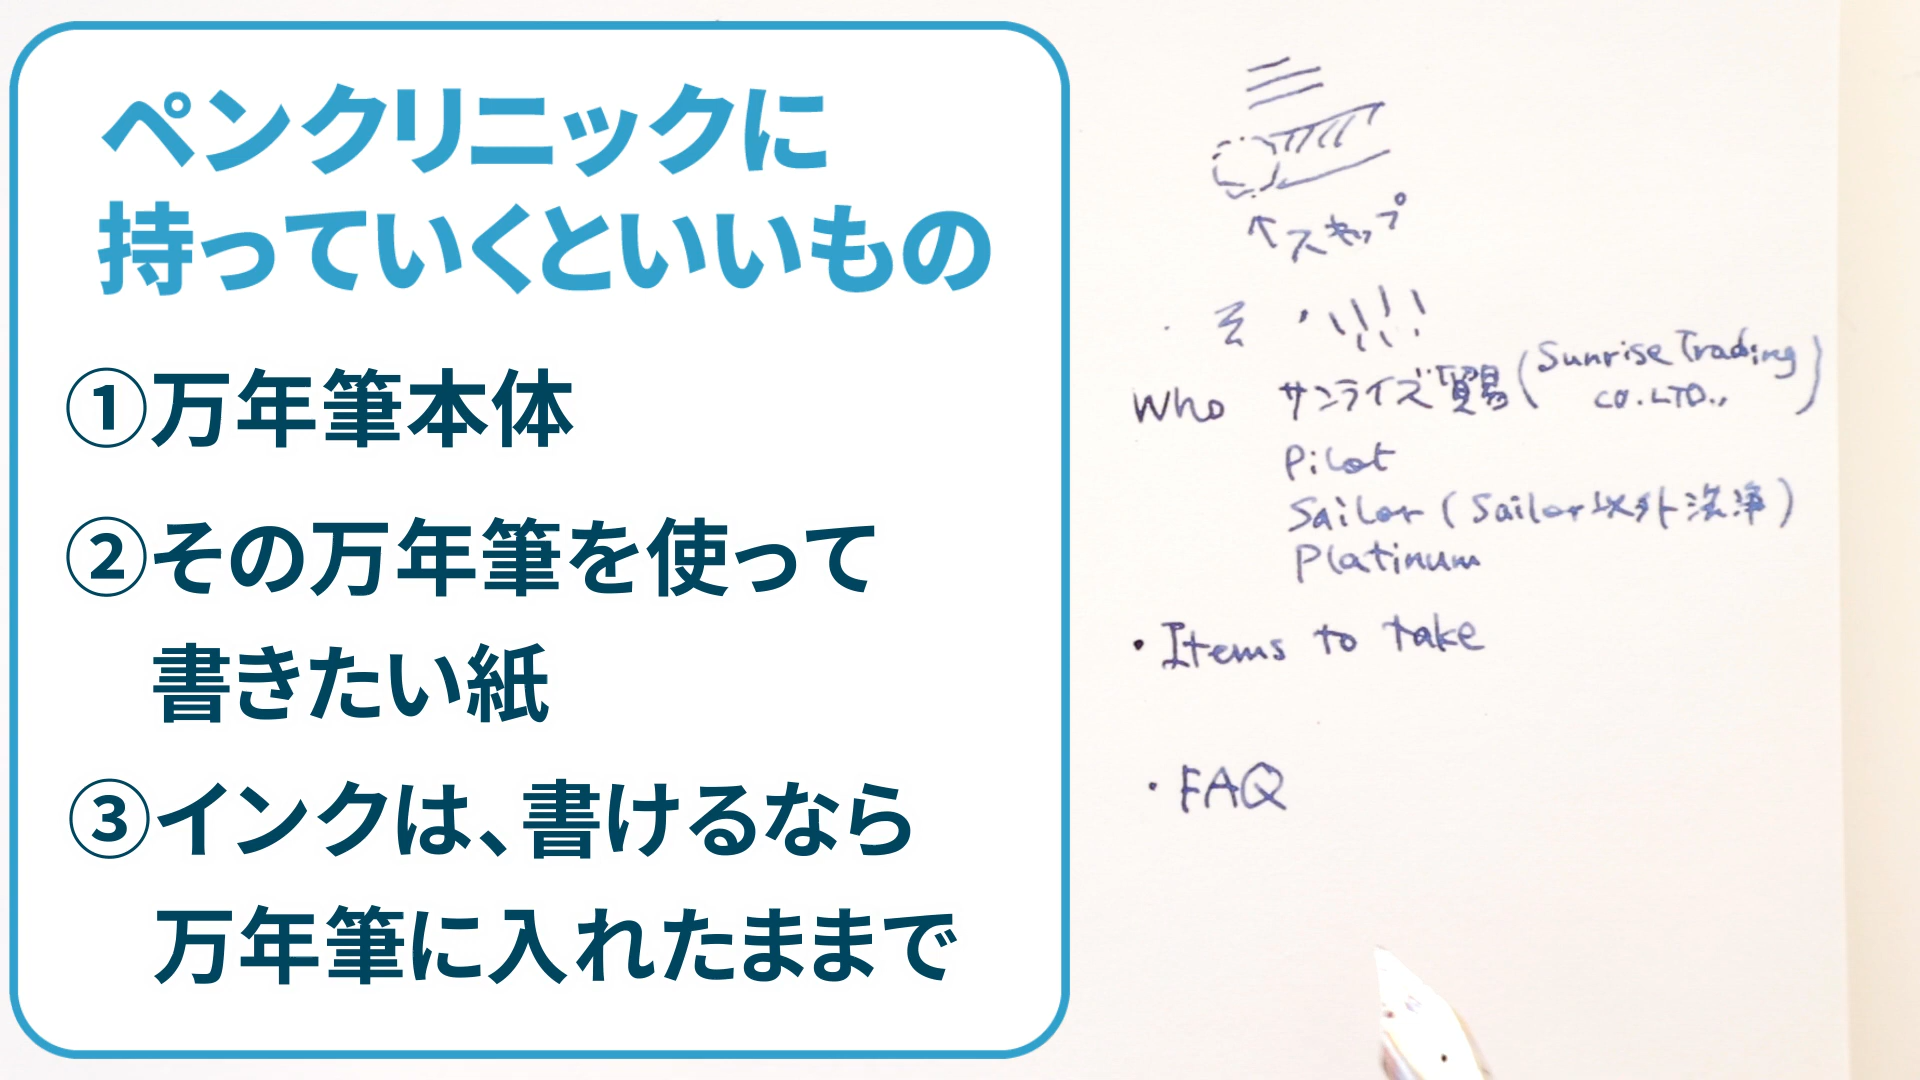 ペンクリニックに
持っていくといいもの
①万年筆本体
②その万年筆を使って
書きたい紙
③インクは、書けるなら
万年筆に入れたままで
↑スキップ
Who サンライズ貿易(Sunrise Trading
CO.LTD.,)
Pilot
Sailor(Sailor以外洗浄)
Platinum
・Items to take
・FAQ